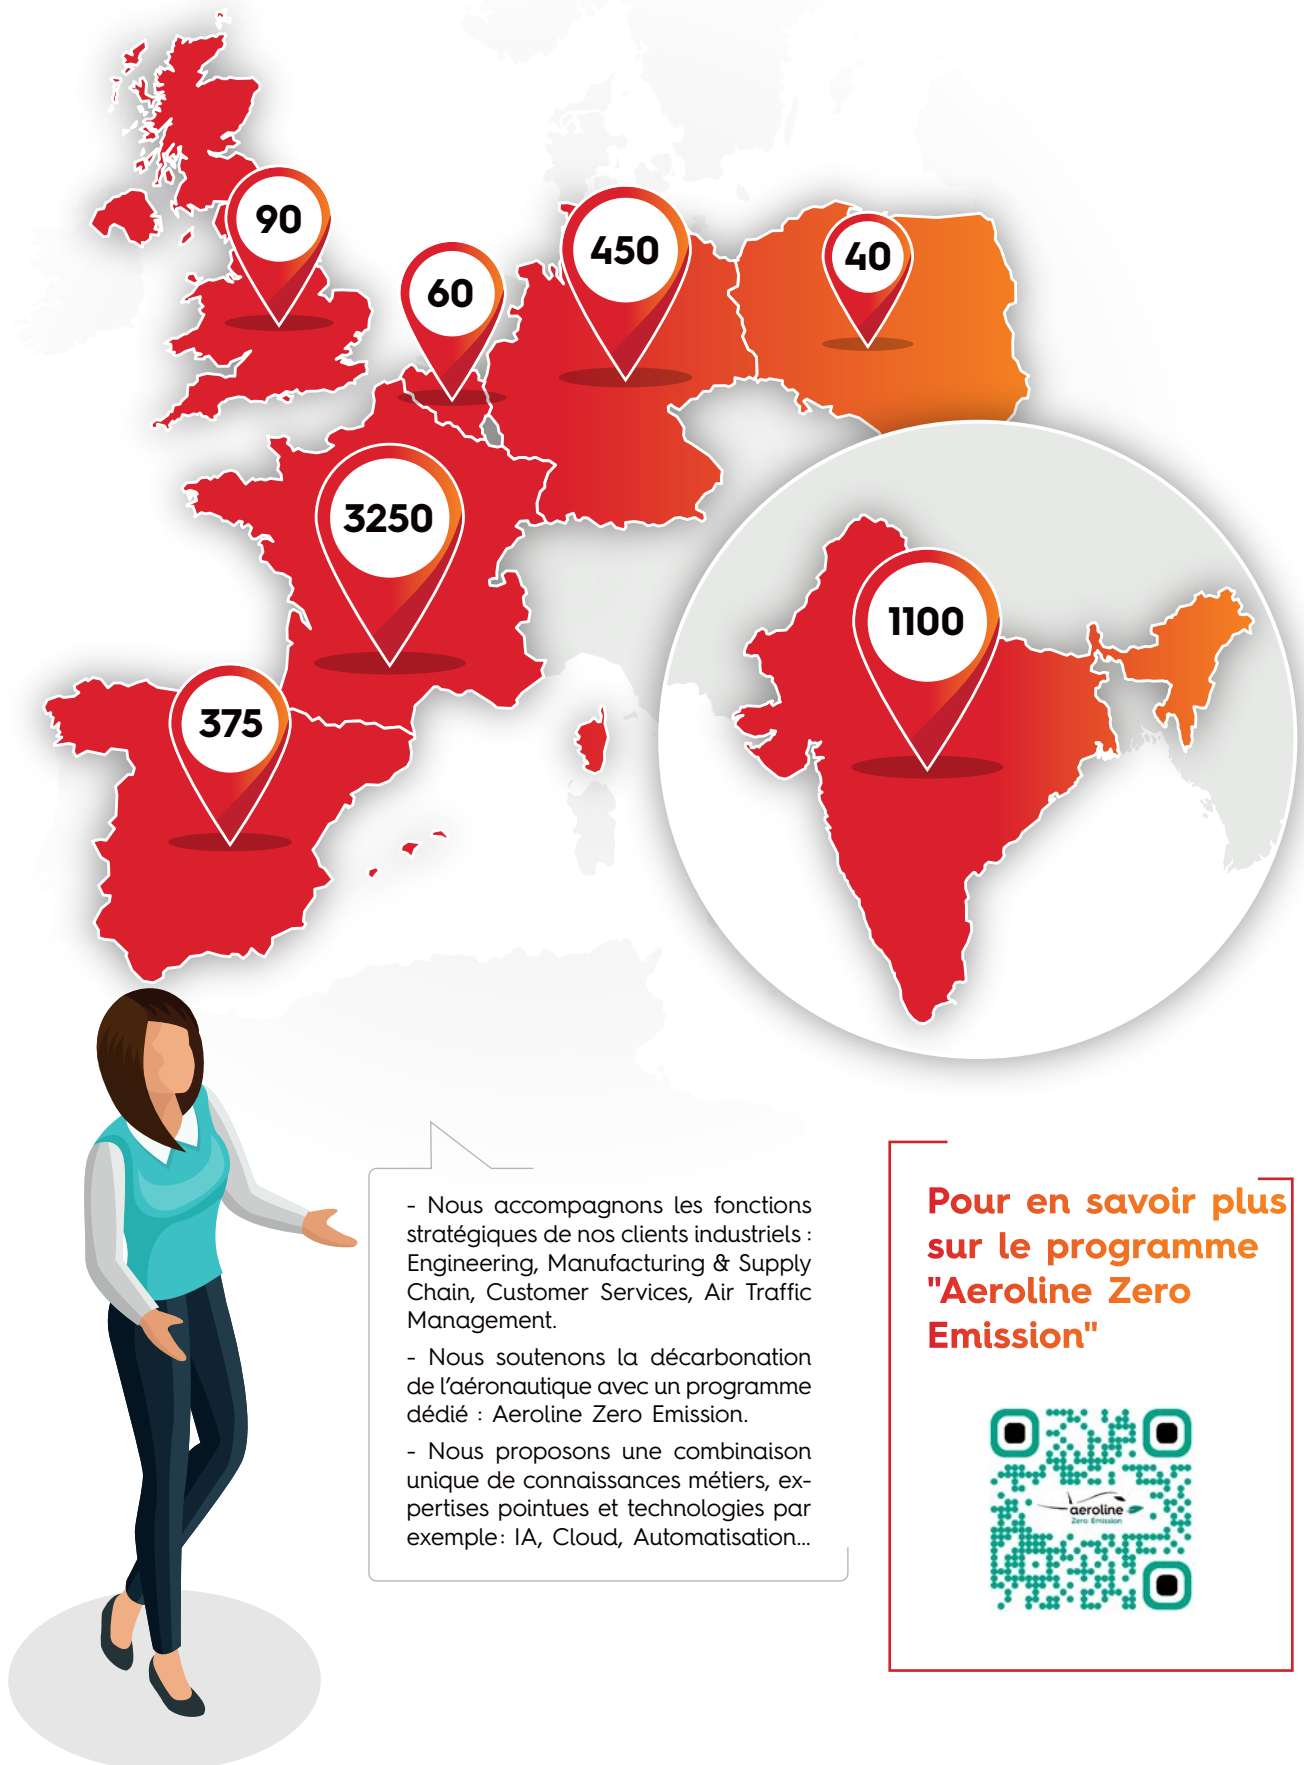 90
60
450
40
3250
1100
375
- Nous accompagnons les fonctions
stratégiques de nos clients industriels :
Engineering, Manufacturing & Supply
Chain, Customer Services, Air Traffic
Management.
- Nous soutenons la décarbonation
de l'aéronautique avec un programme
dédié : Aeroline Zero Emission.
- Nous proposons une combinaison
unique de connaissances métiers, ex-
pertises pointues et technologies par
exemple: IA, Cloud, Automatisation...
Pour en savoir plus
sur le programme
"Aeroline Zero
Emission"
aeroline
Zero Emission